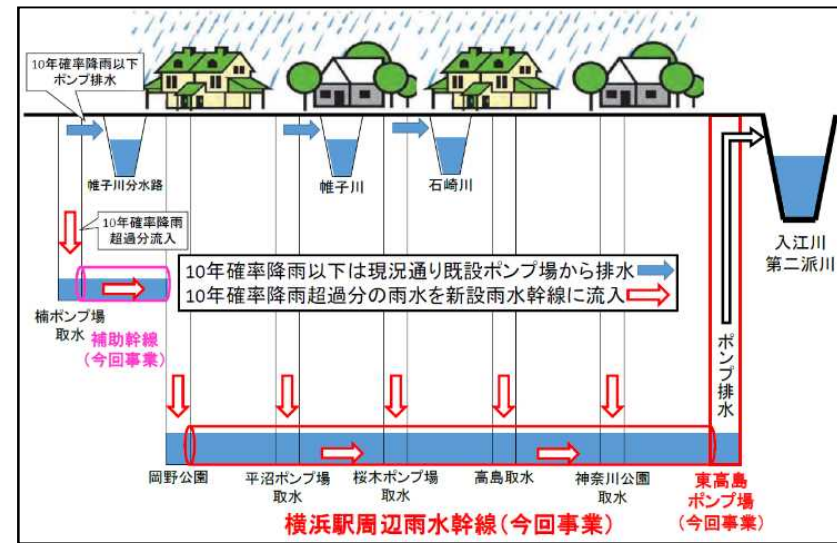 10年確率降雨以下
ポンプ排水
帷子川分水路
帷子川
石崎川
入江川
第二派川
10年確率降雨
超過分流入
10年確率降雨以下は現況通り既設ポンプ場から排水
10年確率降雨超過分の雨水を新設雨水幹線に流入
楠ポンプ場
取水
補助幹線
(今回事業)
ポンプ排水
岡野公園
平沼ポンプ場
取水
桜木ポンプ場
取水
高島取水
神奈川公園
取水
東高島
ポンプ場
(今回事業)
横浜駅周辺雨水幹線(今回事業)